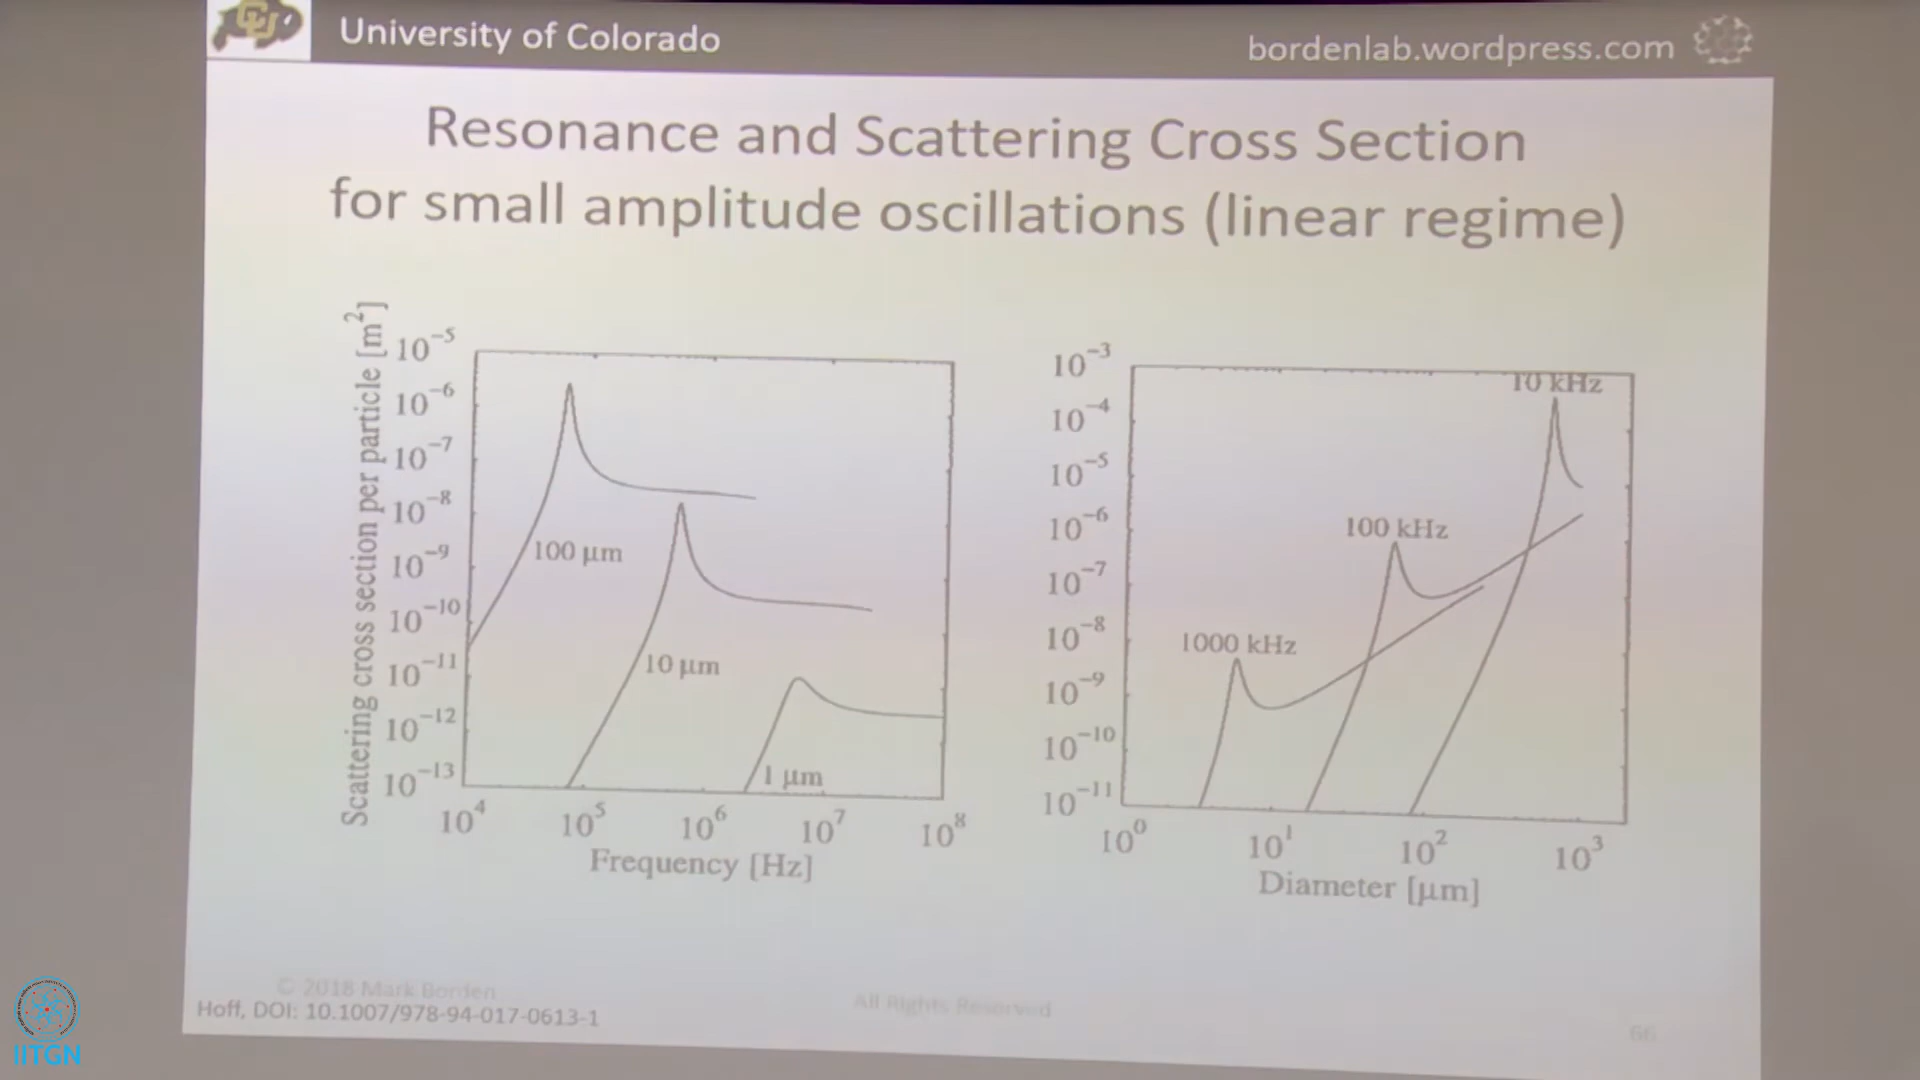 CU
University of Colorado
bordenlab.wordpress.com
Resonance and Scattering Cross Section
for small amplitude oscillations (linear regime)
Scattering cross section per particle [m²]
10⁻⁵
10⁻⁶
10⁻⁷
10⁻⁸
10⁻⁹
10⁻¹⁰
10⁻¹¹
10⁻¹²
10⁻¹³
100 µm
10 µm
1 µm
10⁴ 10⁵ 10⁶ 10⁷ 10⁸
Frequency [Hz]
10⁻³
10⁻⁴
10⁻⁵
10⁻⁶
10⁻⁷
10⁻⁸
10⁻⁹
10⁻¹⁰
10⁻¹¹
10 kHz
100 kHz
1000 kHz
10⁰ 10¹ 10² 10³
Diameter [µm]
© 2018 Mark Borden
All Rights Reserved
Hoff, DOI: 10.1007/978-94-017-0613-1
66
IITGN